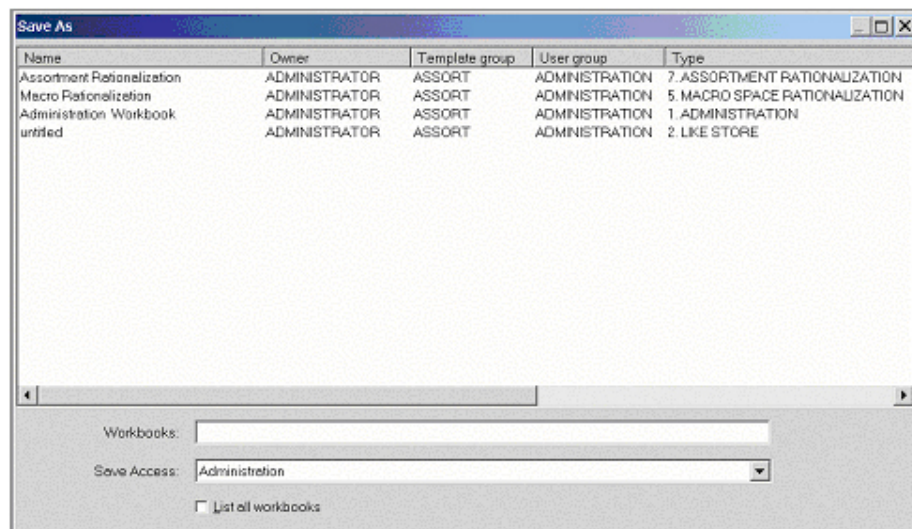 Save As
Name Owner Template group User group Type
Assortment Rationalization ADMINISTRATOR ASSORT ADMINISTRATION 7. ASSORTMENT RATIONALIZATION
Macro Rationalization ADMINISTRATOR ASSORT ADMINISTRATION 5. MACRO SPACE RATIONALIZATION
Administration Workbook ADMINISTRATOR ASSORT ADMINISTRATION 1. ADMINISTRATION
untitled ADMINISTRATOR ASSORT ADMINISTRATION 2. LIKE STORE
Workbooks:
Save Access: Administration
List all workbooks